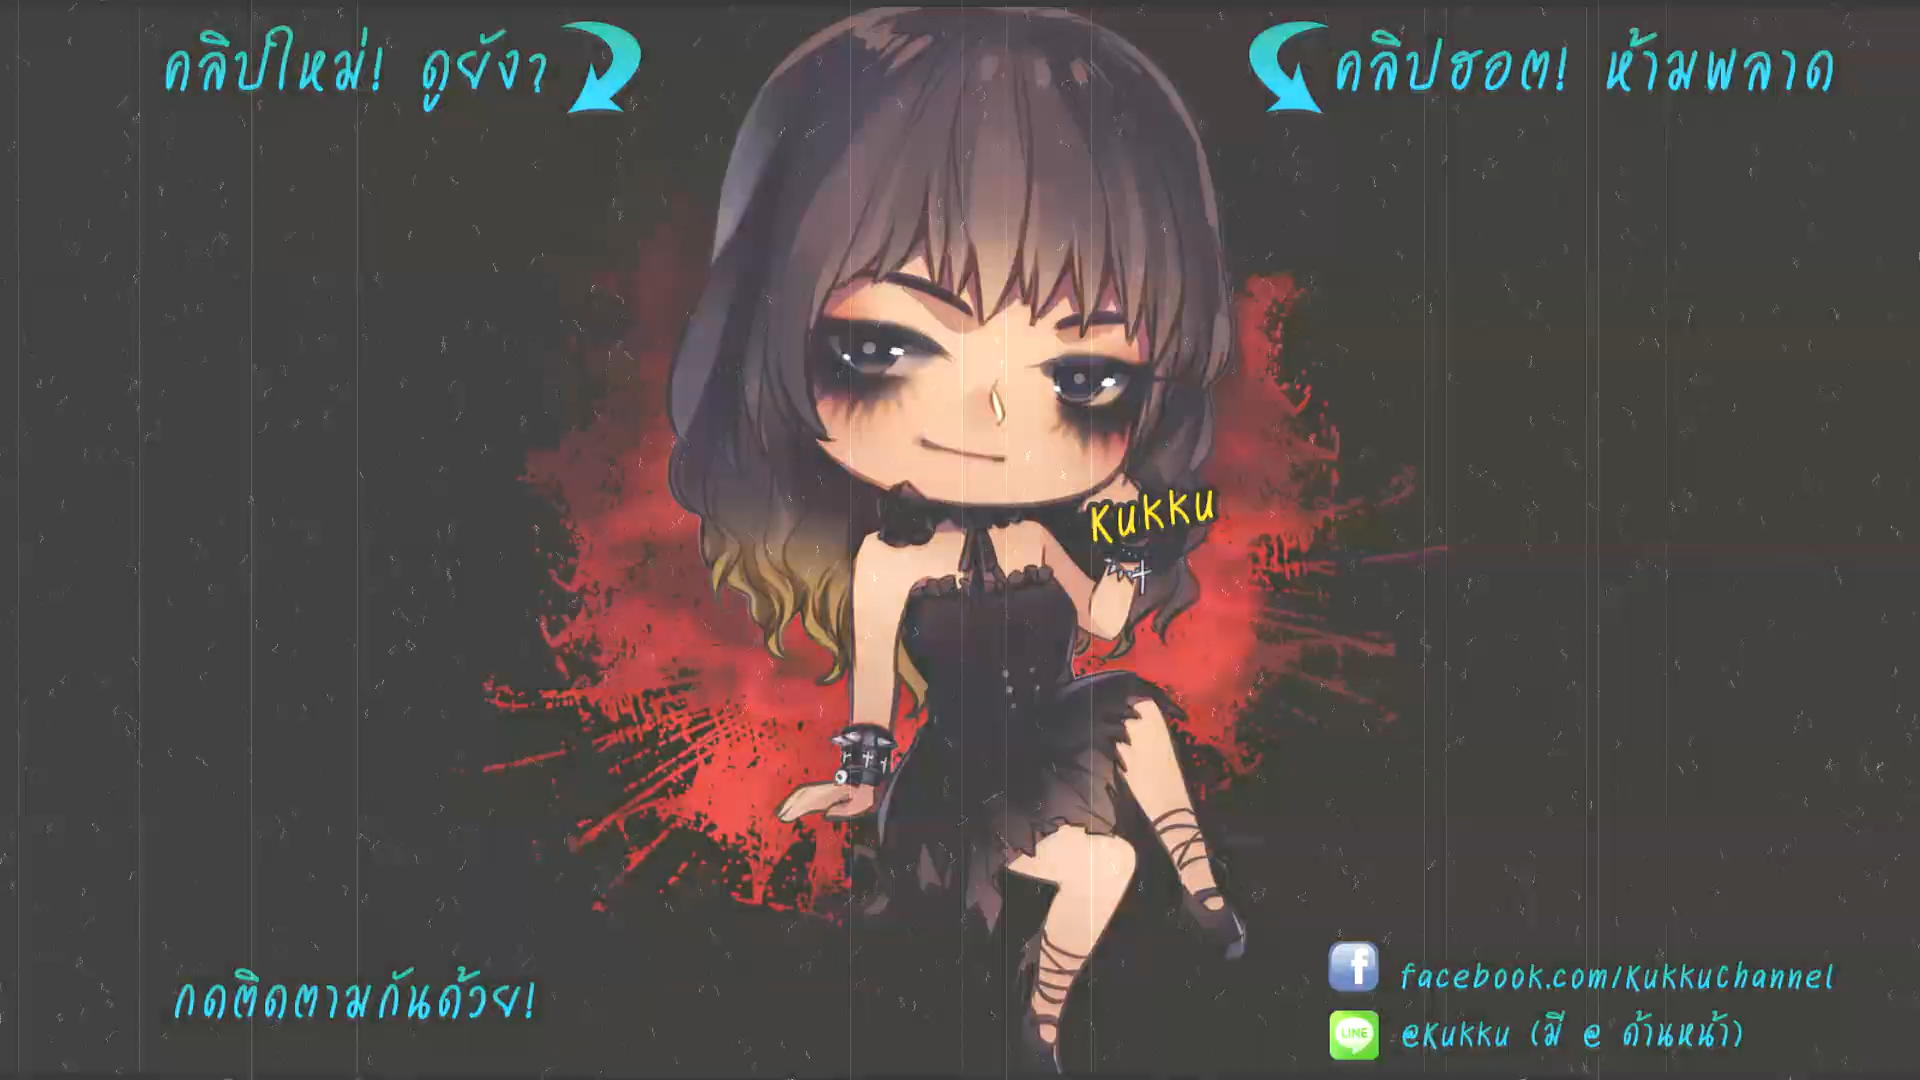 คลิปใหม่! ดูยัง?
คลิปฮอต! ห้ามพลาด
Kukku
กดติดตามกันด้วย!
f
facebook.com/KukkuChannel
LINE
@Kukku (มี @ ด้านหน้า)